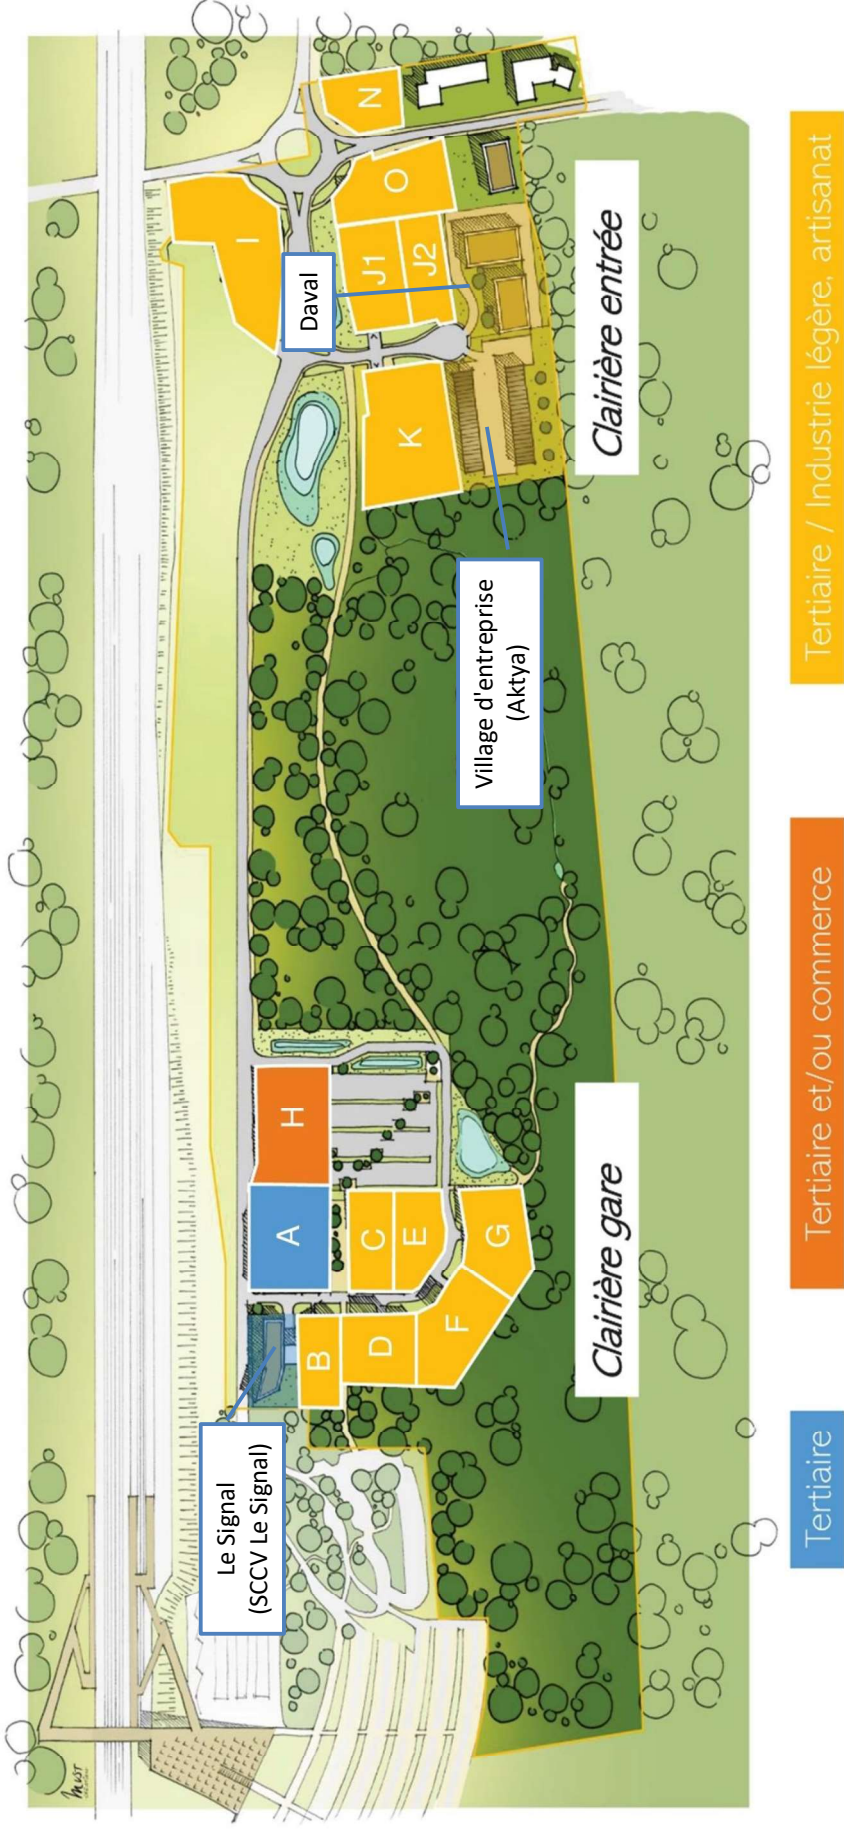 Le Signal
(SCCV Le Signal)
A
H
B
C
D
E
F
G
I
N
Daval
O
J1
J2
K
Village d'entreprise
(Aktya)
Clairière gare
Clairière entrée
Tertiaire
Tertiaire et/ou commerce
Tertiaire / Industrie légère, artisanat